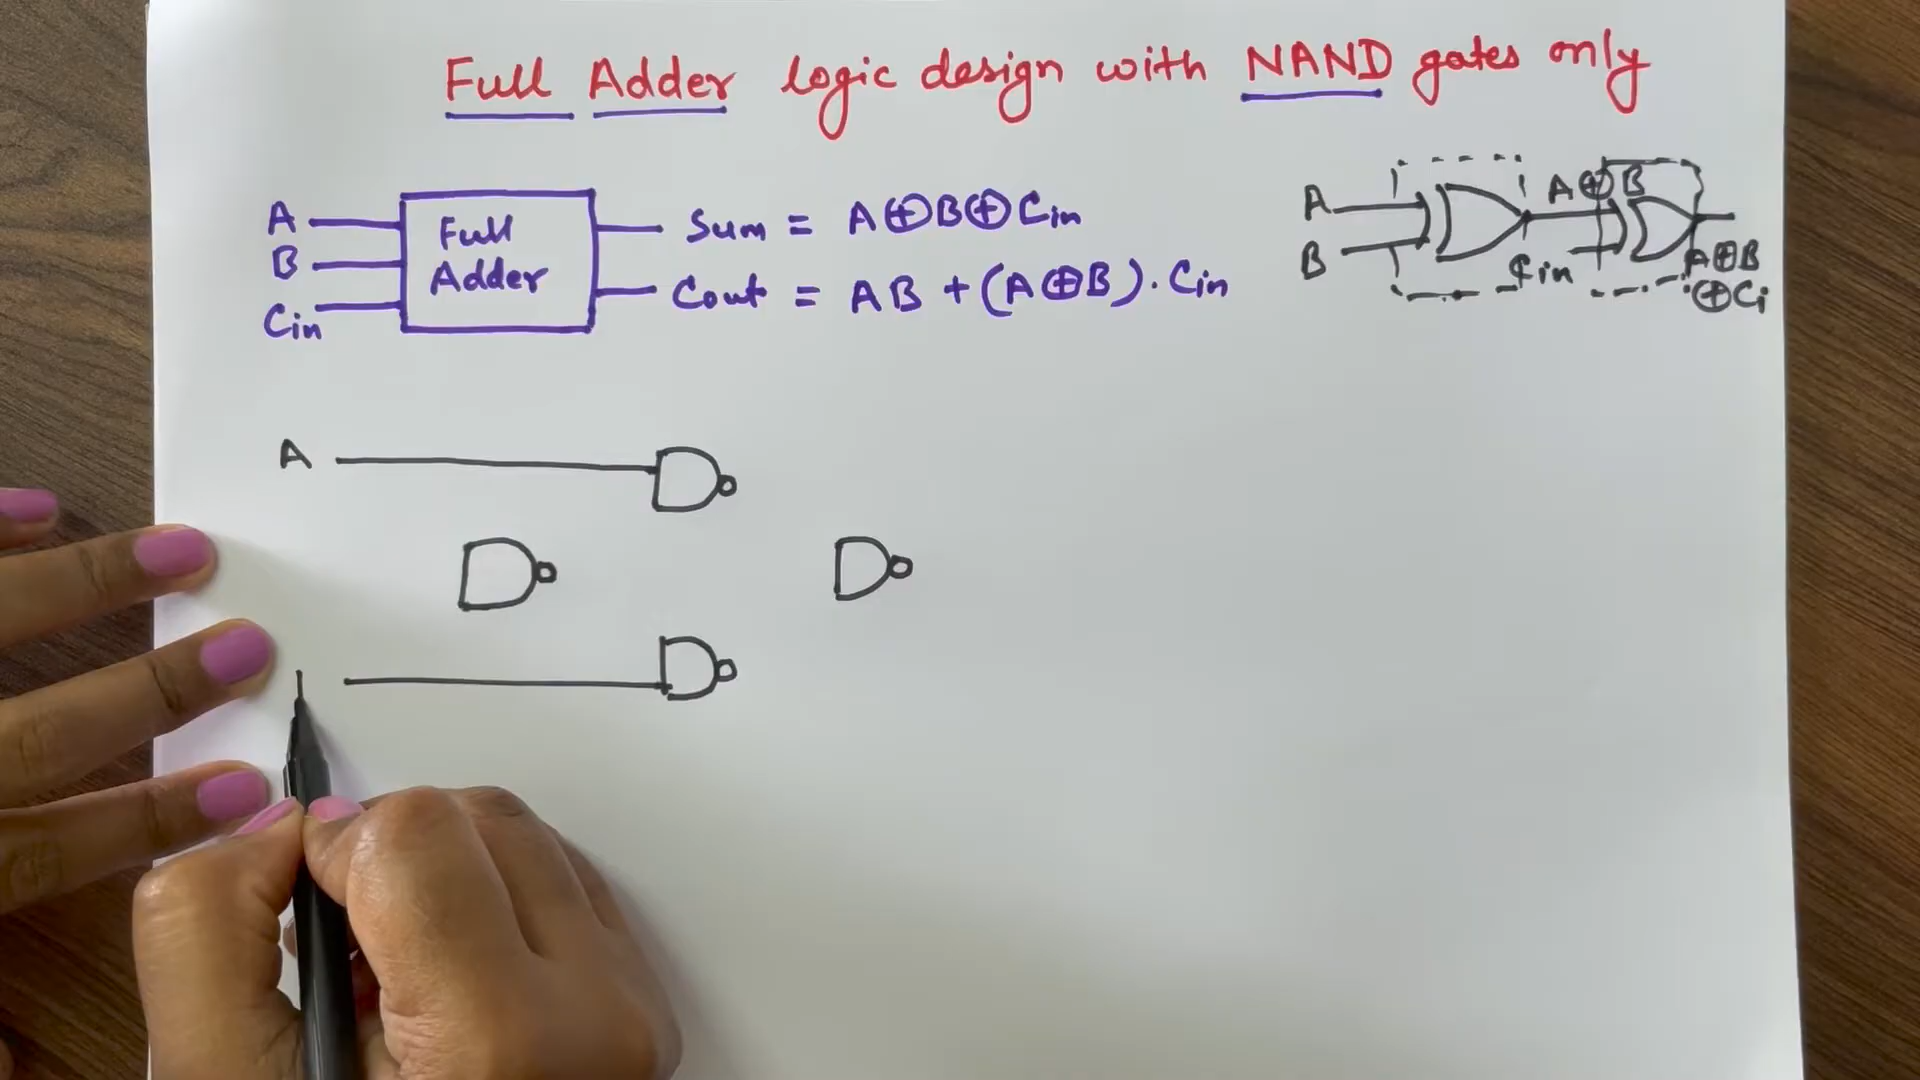 Full Adder logic design with NAND gates only
A
B
Cin
Full
Adder
Sum = A⊕B⊕Cin
Cout = AB + (A⊕B).Cin
A
B
A⊕B
Cin
A⊕B
⊕Ci
A